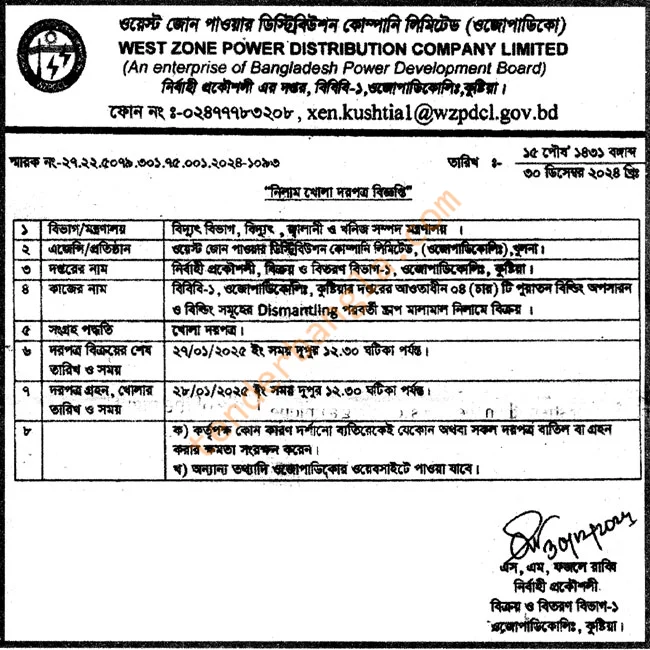 ওয়েস্ট জোন পাওয়ার ডিস্ট্রিবিউশন কোম্পানি লিমিটেড (ওজোপাডিকো)
WEST ZONE POWER DISTRIBUTION COMPANY LIMITED
(An enterprise of Bangladesh Power Development Board)
নির্বাহী প্রকৌশলী এর দপ্তর, বিবিবি-১,ওজোপাডিকোলিঃ,কুষ্টিয়া।
ফোন নং :-০২৪৭৭৭৮৩২০৮, xen.kushtia1@wzpdcl.gov.bd
স্মারক নং-২৭.২২.৫০৭৯.৩০১.৭৫.০০১.২০২৪-১০৯৩
তারিখ :- ১৫ পৌষ ১৪৩১ বঙ্গাব্দ
৩০ ডিসেম্বর ২০২৪ খ্রিঃ
"নিলাম খোলা দরপত্র বিজ্ঞপ্তি"
১ বিভাগ/মন্ত্রণালয় বিদ্যুৎ বিভাগ, বিদ্যুৎ , জ্বালানী ও খনিজ সম্পদ মন্ত্রণালয় ।
২ এজেন্সি/প্রতিষ্ঠান ওয়েস্ট জোন পাওয়ার ডিস্ট্রিবিউশন কোম্পানি লিমিটেড, (ওজোপাডিকোলিঃ),খুলনা।
৩ দপ্তরের নাম নির্বাহী প্রকৌশলী, বিক্রয় ও বিতরণ বিভাগ-১, ওজোপাডিকোলিঃ, কুষ্টিয়া।
৪ কাজের নাম বিবিবি-১, ওজোপাডিকোলিঃ, কুষ্টিয়ার দপ্তরের আওতাধীন ০৪ (চার) টি পুরাতন বিল্ডিং অপসারন
ও বিল্ডিং সমূহের Dismantling পরবর্তী স্ক্রাপ মালামাল নিলামে বিক্রয় ।
৫ সংগ্রহ পদ্ধতি খোলা দরপত্র।
৬ দরপত্র বিক্রয়ের শেষ ২৭/০১/২০২৫ ইং সময় দুপুর ১২.৩০ ঘটিকা পর্যন্ত।
তারিখ ও সময়
৭ দরপত্র গ্রহন, খোলার ২৮/০১/২০২৫ ইং সময় দুপুর ১২.৩০ ঘটিকা পর্যন্ত।
তারিখ ও সময়
৮ ক) কর্তৃপক্ষ কোন কারণ দর্শানো ব্যতিরেকেই যেকোন অথবা সকল দরপত্র বাতিল বা গ্রহন
করার ক্ষমতা সংরক্ষন করেন।
খ) অন্যান্য তথ্যাদি ওজোপাডিকোর ওয়েবসাইটে পাওয়া যাবে।
৩০/১২/২০২৪
এস, এম, ফজলে রাব্বি
নির্বাহী প্রকৌশলী
বিক্রয় ও বিতরণ বিভাগ-১
ওজোপাডিকোলিঃ, কুষ্টিয়া।